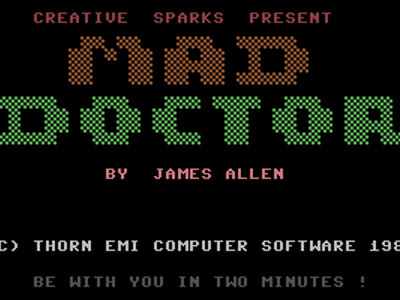 CREATIVE SPARKS PRESENT
MAD
DOCTOR
BY JAMES ALLEN
C) THORN EMI COMPUTER SOFTWARE 198
BE WITH YOU IN TWO MINUTES !